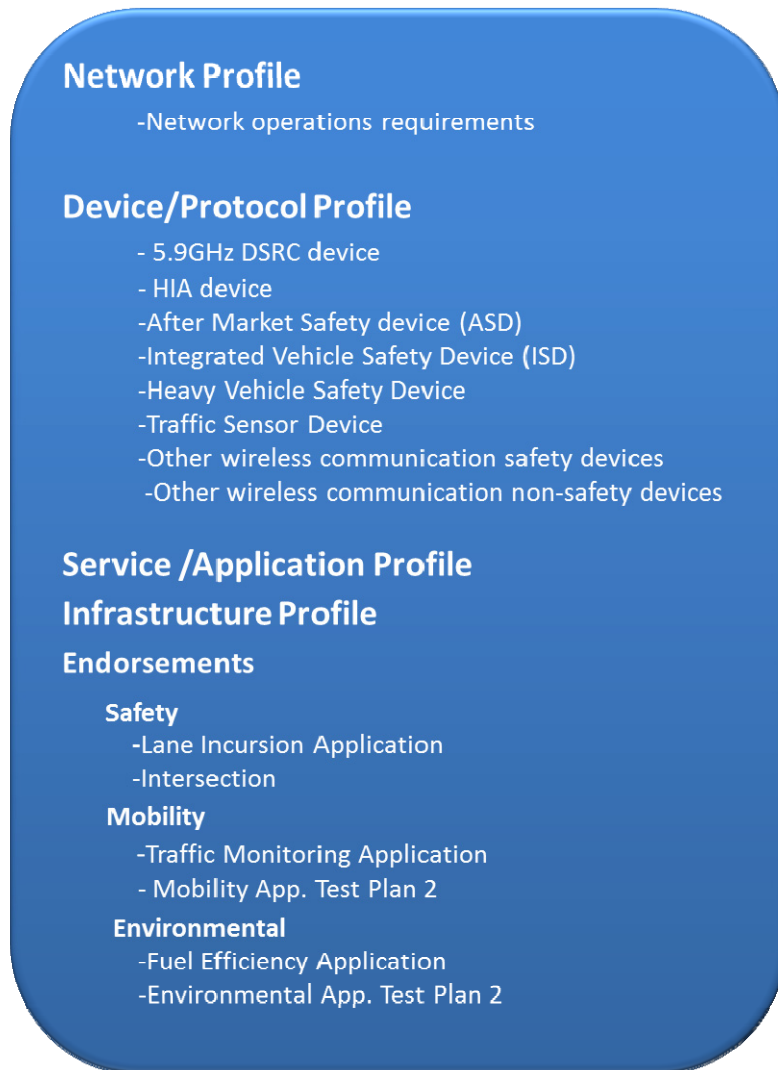 Network Profile
-Network operations requirements
Device/Protocol Profile
- 5.9GHz DSRC device
- HIA device
-After Market Safety device (ASD)
-Integrated Vehicle Safety Device (ISD)
-Heavy Vehicle Safety Device
-Traffic Sensor Device
-Other wireless communication safety devices
-Other wireless communication non-safety devices
Service /Application Profile
Infrastructure Profile
Endorsements
Safety
-Lane Incursion Application
-Intersection
Mobility
-Traffic Monitoring Application
- Mobility App. Test Plan 2
Environmental
-Fuel Efficiency Application
-Environmental App. Test Plan 2